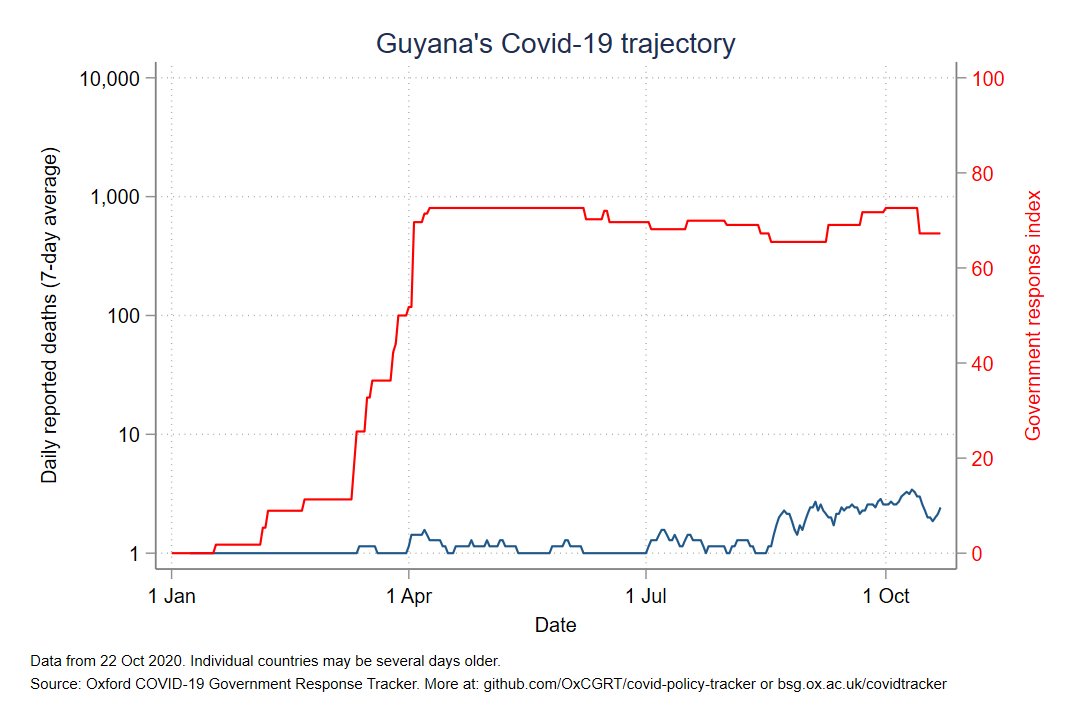 Guyana's Covid-19 trajectory
Daily reported deaths (7-day average)
10,000
1,000
100
10
1
100
80
60
40
20
0
Government response index
1 Jan
1 Apr
1 Jul
1 Oct
Date
Data from 22 Oct 2020. Individual countries may be several days older.
Source: Oxford COVID-19 Government Response Tracker. More at: github.com/OxCGRT/covid-policy-tracker or bsg.ox.ac.uk/covidtracker